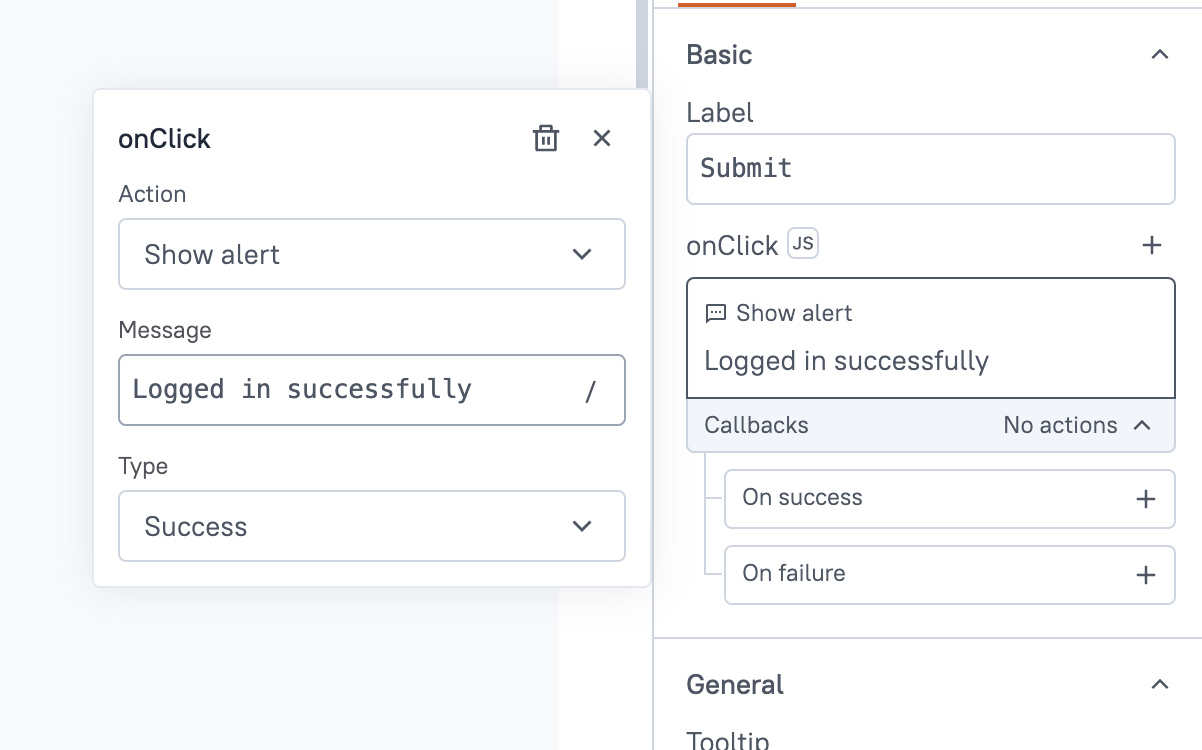 onClick
Action
Show alert
Message
Logged in successfully /
Type
Success
Basic
Label
Submit
onClick JS
Show alert
Logged in successfully
Callbacks No actions
On success
On failure
General
Tooltip